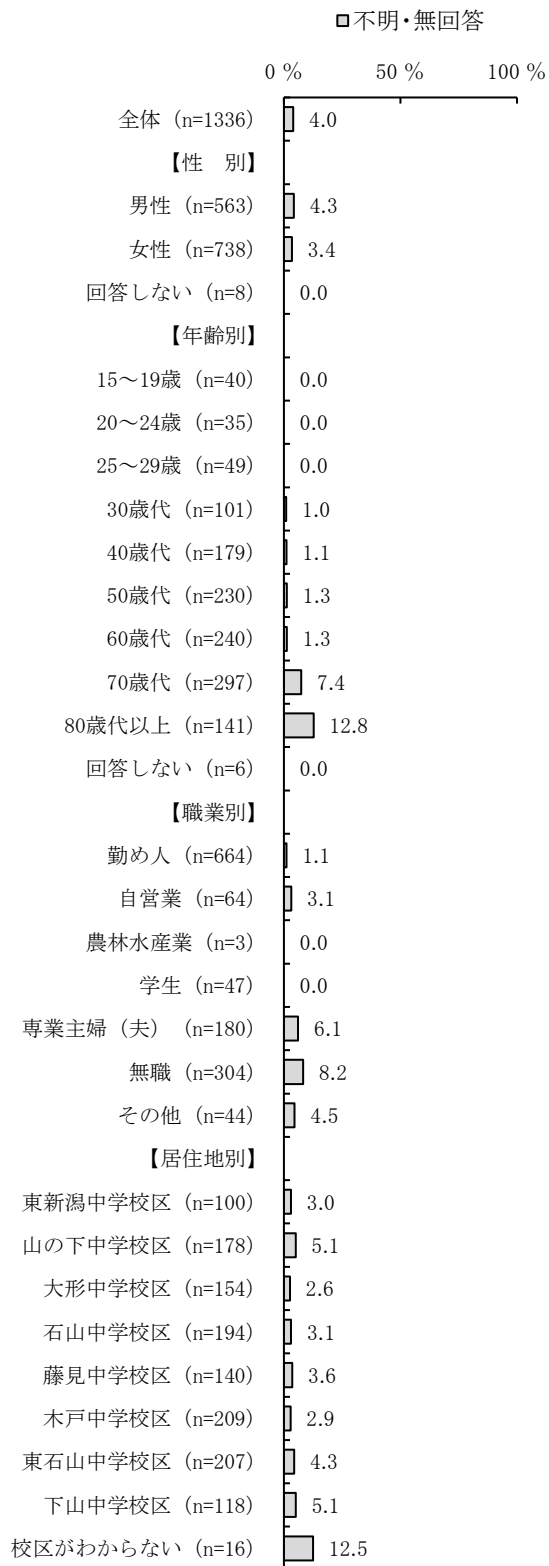 不明・無回答
0 % 50 % 100 %
全体 (n=1336) 4.0
【性　別】
男性 (n=563) 4.3
女性 (n=738) 3.4
回答しない (n=8) 0.0
【年齢別】
15～19歳 (n=40) 0.0
20～24歳 (n=35) 0.0
25～29歳 (n=49) 0.0
30歳代 (n=101) 1.0
40歳代 (n=179) 1.1
50歳代 (n=230) 1.3
60歳代 (n=240) 1.3
70歳代 (n=297) 7.4
80歳代以上 (n=141) 12.8
回答しない (n=6) 0.0
【職業別】
勤め人 (n=664) 1.1
自営業 (n=64) 3.1
農林水産業 (n=3) 0.0
学生 (n=47) 0.0
専業主婦（夫） (n=180) 6.1
無職 (n=304) 8.2
その他 (n=44) 4.5
【居住地別】
東新潟中学校区 (n=100) 3.0
山の下中学校区 (n=178) 5.1
大形中学校区 (n=154) 2.6
石山中学校区 (n=194) 3.1
藤見中学校区 (n=140) 3.6
木戸中学校区 (n=209) 2.9
東石山中学校区 (n=207) 4.3
下山中学校区 (n=118) 5.1
校区がわからない (n=16) 12.5